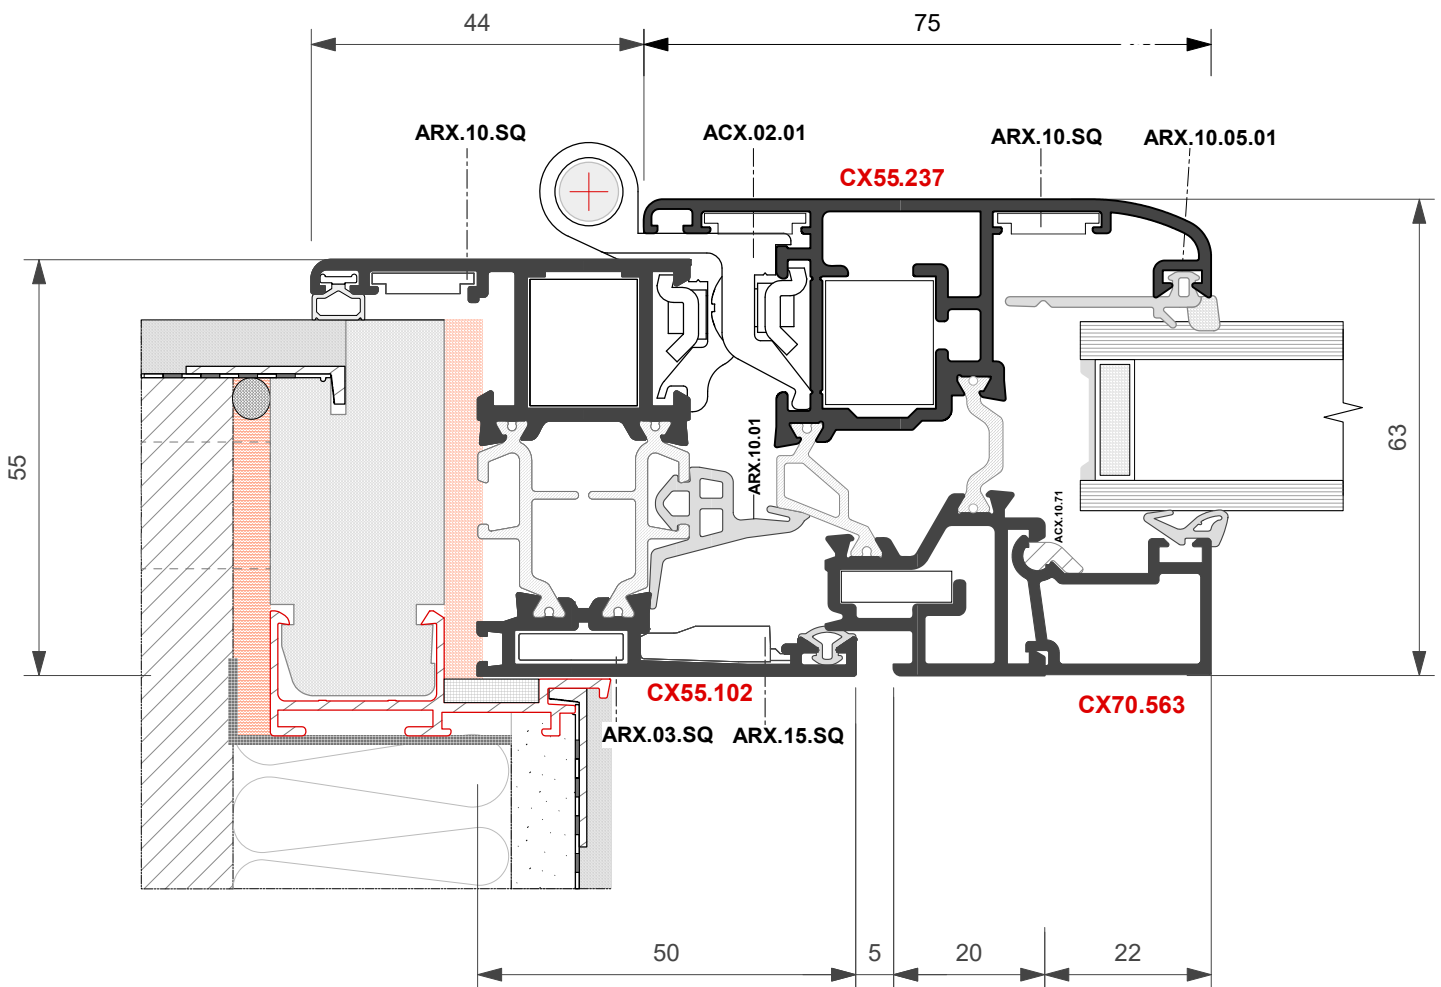 44
75
ARX.10.SQ
ACX.02.01
ARX.10.SQ
ARX.10.05.01
CX55.237
55
63
ARX.10.01
ACX.10.71
CX55.102
CX70.563
ARX.03.SQ
ARX.15.SQ
50
5
20
22